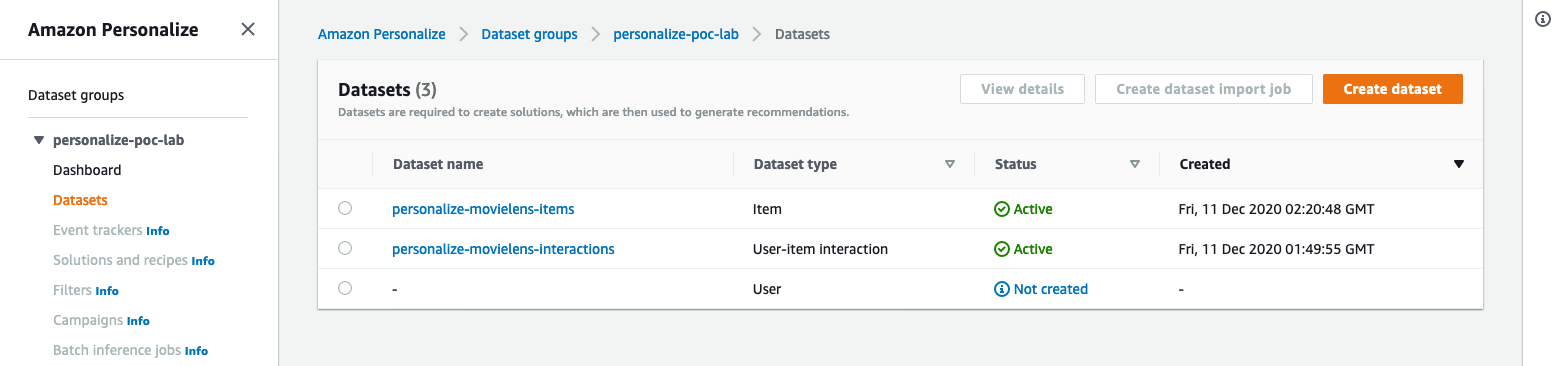 Amazon Personalize
Dataset groups
personalize-poc-lab
Dashboard
Datasets
Event trackers Info
Solutions and recipes Info
Filters Info
Campaigns Info
Batch inference jobs Info
Amazon Personalize Dataset groups personalize-poc-lab Datasets
Datasets (3)
Datasets are required to create solutions, which are then used to generate recommendations.
View details Create dataset import job Create dataset
Dataset name Dataset type Status Created
personalize-movielens-items Item Active Fri, 11 Dec 2020 02:20:48 GMT
personalize-movielens-interactions User-item interaction Active Fri, 11 Dec 2020 01:49:55 GMT
- User Not created -